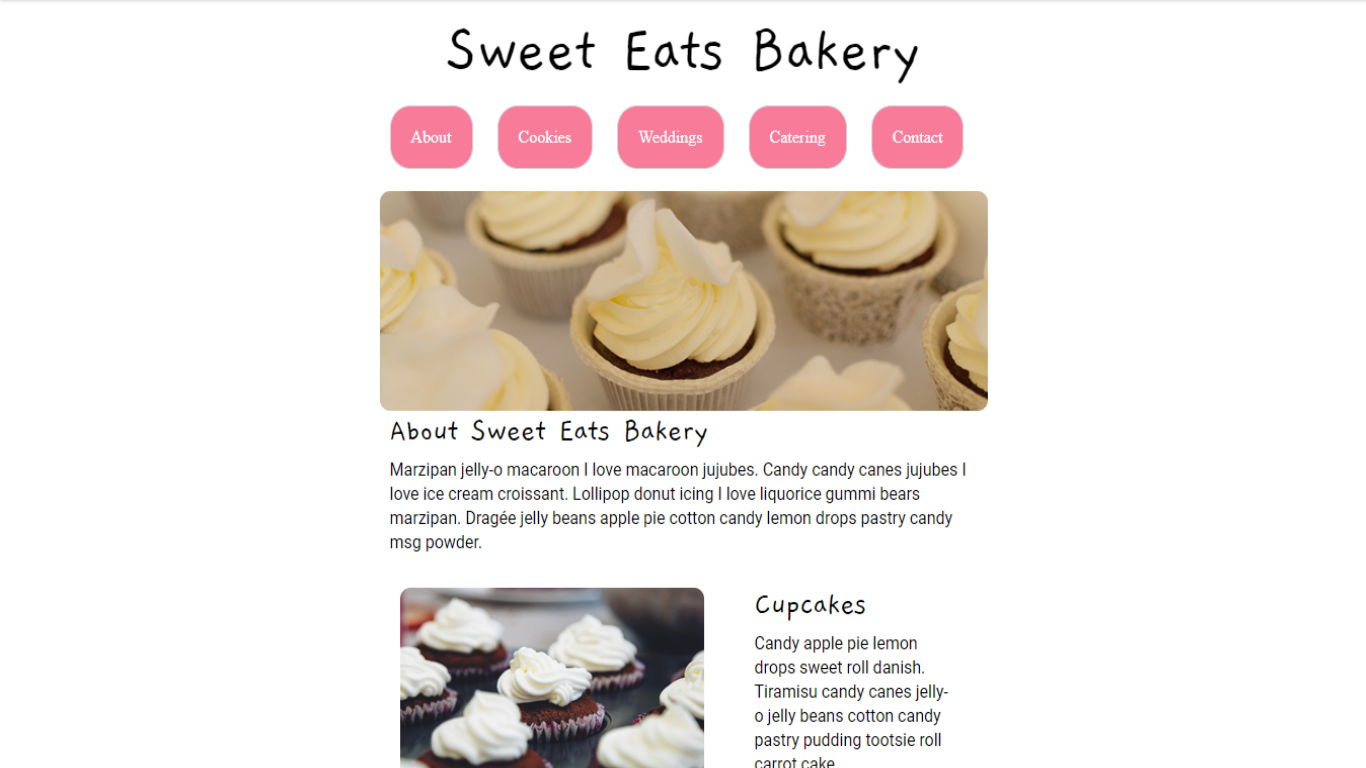 Sweet Eats Bakery
About
Cookies
Weddings
Catering
Contact
About Sweet Eats Bakery
Marzipan jelly-o macaroon I love macaroon jujubes. Candy candy canes jujubes I
love ice cream croissant. Lollipop donut icing I love liquorice gummi bears
marzipan. Dragée jelly beans apple pie cotton candy lemon drops pastry candy
msg powder.
Cupcakes
Candy apple pie lemon
drops sweet roll danish.
Tiramisu candy canes jelly-
o jelly beans cotton candy
pastry pudding tootsie roll
carrot cake